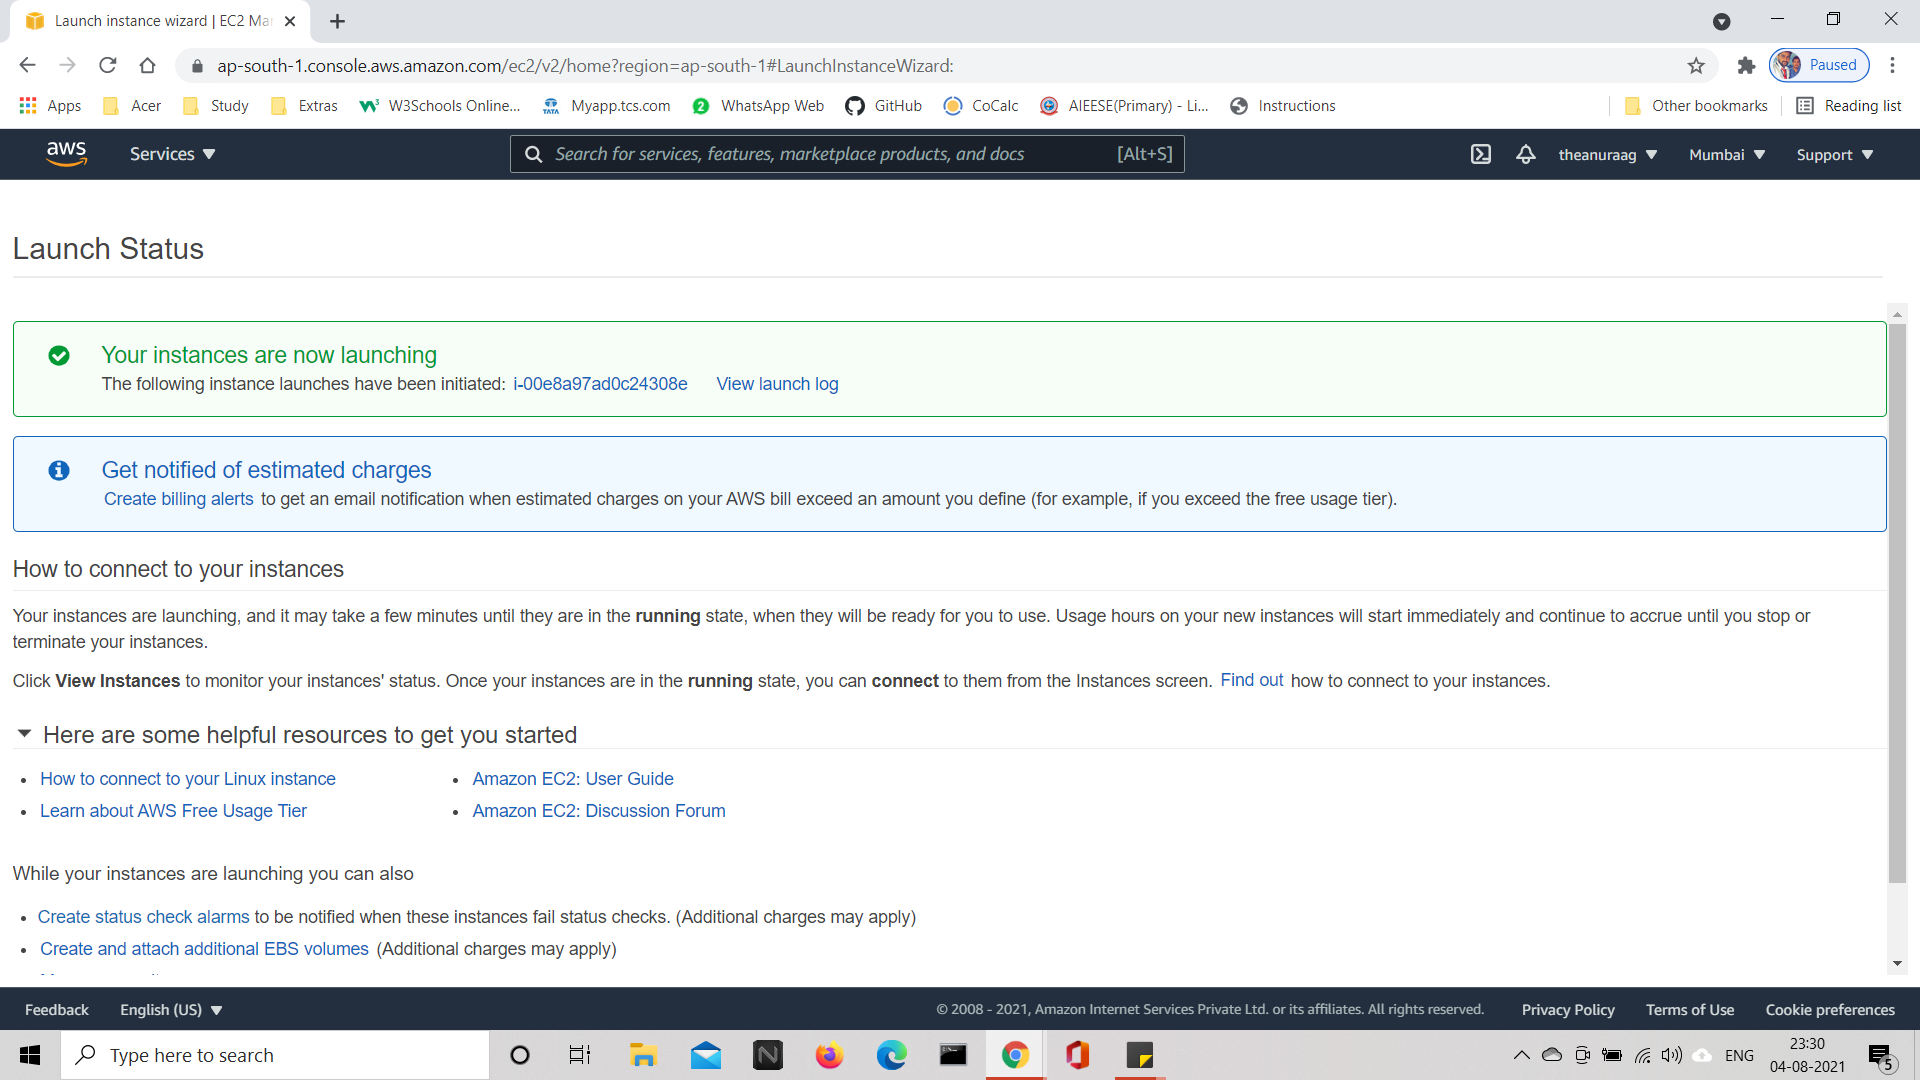 Launch instance wizard | EC2 Mar
ap-south-1.console.aws.amazon.com/ec2/v2/home?region=ap-south-1#LaunchInstanceWizard:
Paused
Apps
Acer
Study
Extras
W3Schools Online...
TATA
Myapp.tcs.com
2
WhatsApp Web
GitHub
CoCalc
AIEESE(Primary) - Li...
Instructions
Other bookmarks
Reading list
aws
Services
Search for services, features, marketplace products, and docs
[Alt+S]
theanuraag
Mumbai
Support
Launch Status
Your instances are now launching
The following instance launches have been initiated: i-00e8a97ad0c24308e View launch log
Get notified of estimated charges
Create billing alerts to get an email notification when estimated charges on your AWS bill exceed an amount you define (for example, if you exceed the free usage tier).
How to connect to your instances
Your instances are launching, and it may take a few minutes until they are in the running state, when they will be ready for you to use. Usage hours on your new instances will start immediately and continue to accrue until you stop or
terminate your instances.
Click View Instances to monitor your instances' status. Once your instances are in the running state, you can connect to them from the Instances screen. Find out how to connect to your instances.
Here are some helpful resources to get you started
• How to connect to your Linux instance
• Amazon EC2: User Guide
• Learn about AWS Free Usage Tier
• Amazon EC2: Discussion Forum
While your instances are launching you can also
• Create status check alarms to be notified when these instances fail status checks. (Additional charges may apply)
• Create and attach additional EBS volumes (Additional charges may apply)
Feedback
English (US)
© 2008 - 2021, Amazon Internet Services Private Ltd. or its affiliates. All rights reserved.
Privacy Policy
Terms of Use
Cookie preferences
Type here to search
ENG
23:30
04-08-2021
5